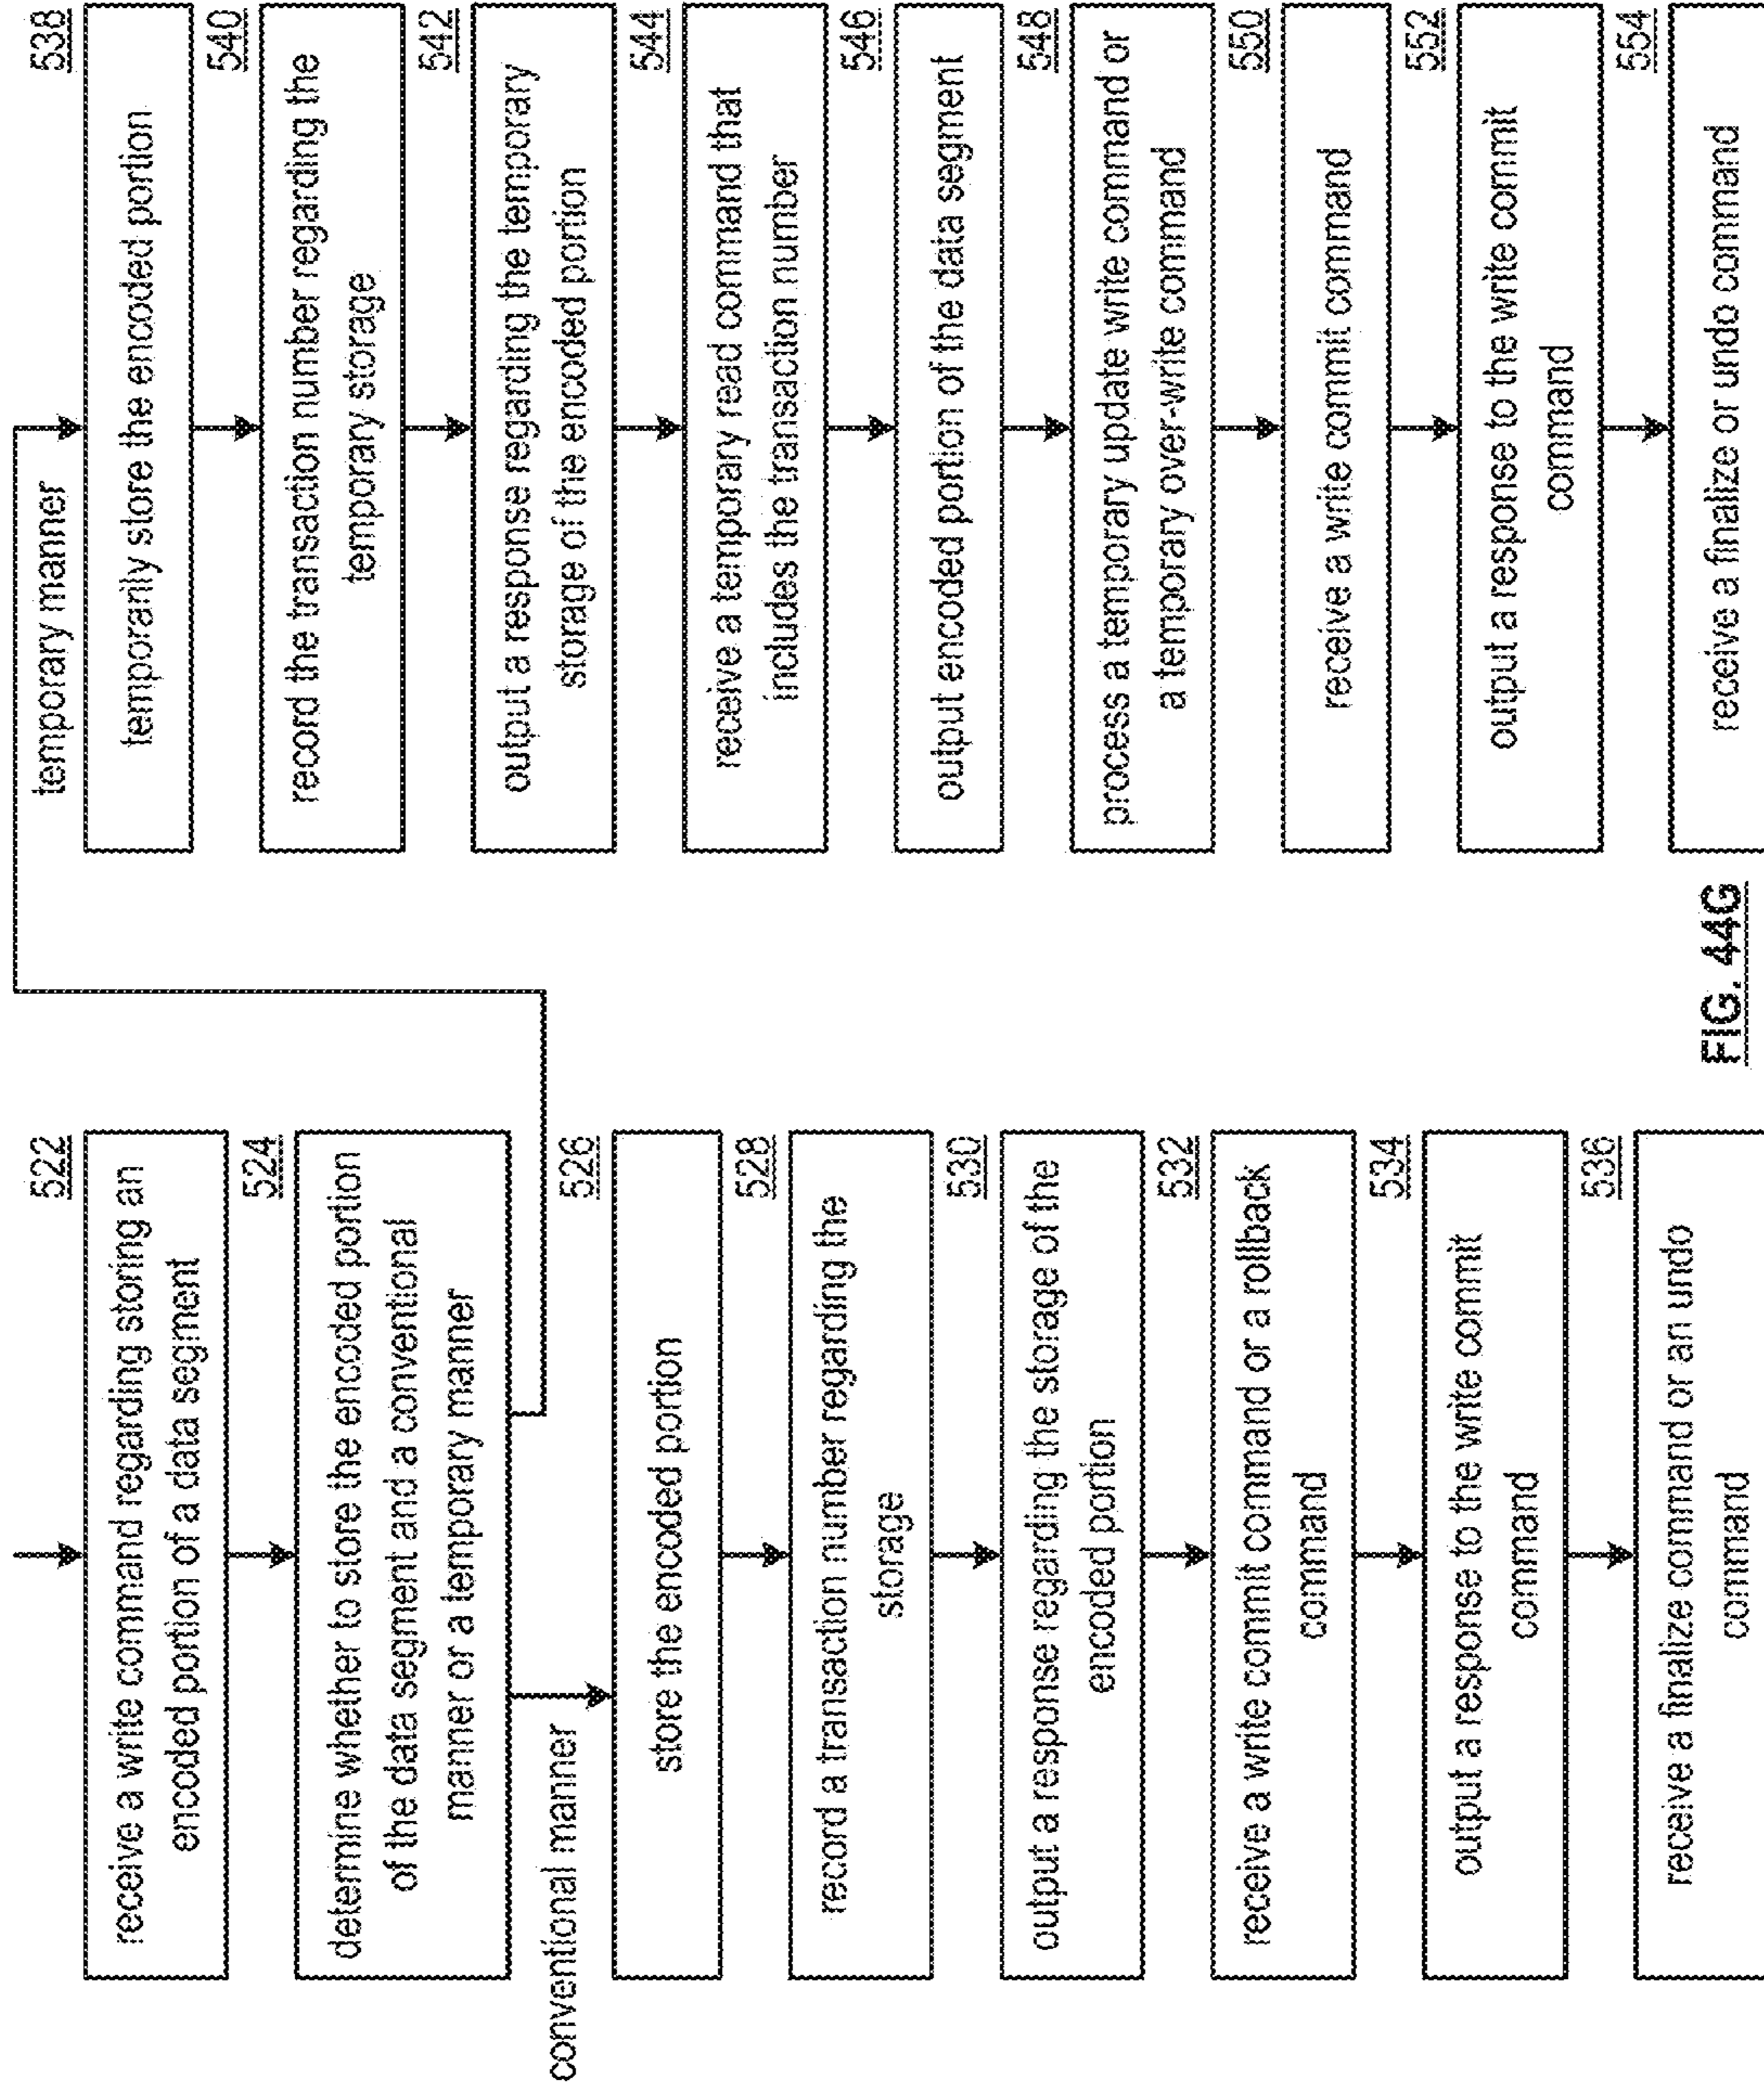 522
receive a write command regarding storing an
encoded portion of a data segment
524
determine whether to store the encoded portion
of the data segment and a conventional
manner or a temporary manner
conventional manner
526
store the encoded portion
528
record a transaction number regarding the
storage
530
output a response regarding the storage of the
encoded portion
532
receive a write commit command or a rollback
command
534
output a response to the write commit
command
536
receive a finalize command or an undo
command
temporary manner
538
temporarily store the encoded portion
540
record the transaction number regarding the
temporary storage
542
output a response regarding the temporary
storage of the encoded portion
544
receive a temporary read command that
includes the transaction number
546
output encoded portion of the data segment
548
process a temporary update write command or
a temporary over-write command
550
receive a write commit command
552
output a response to the write commit
command
554
receive a finalize or undo command
FIG. 44G